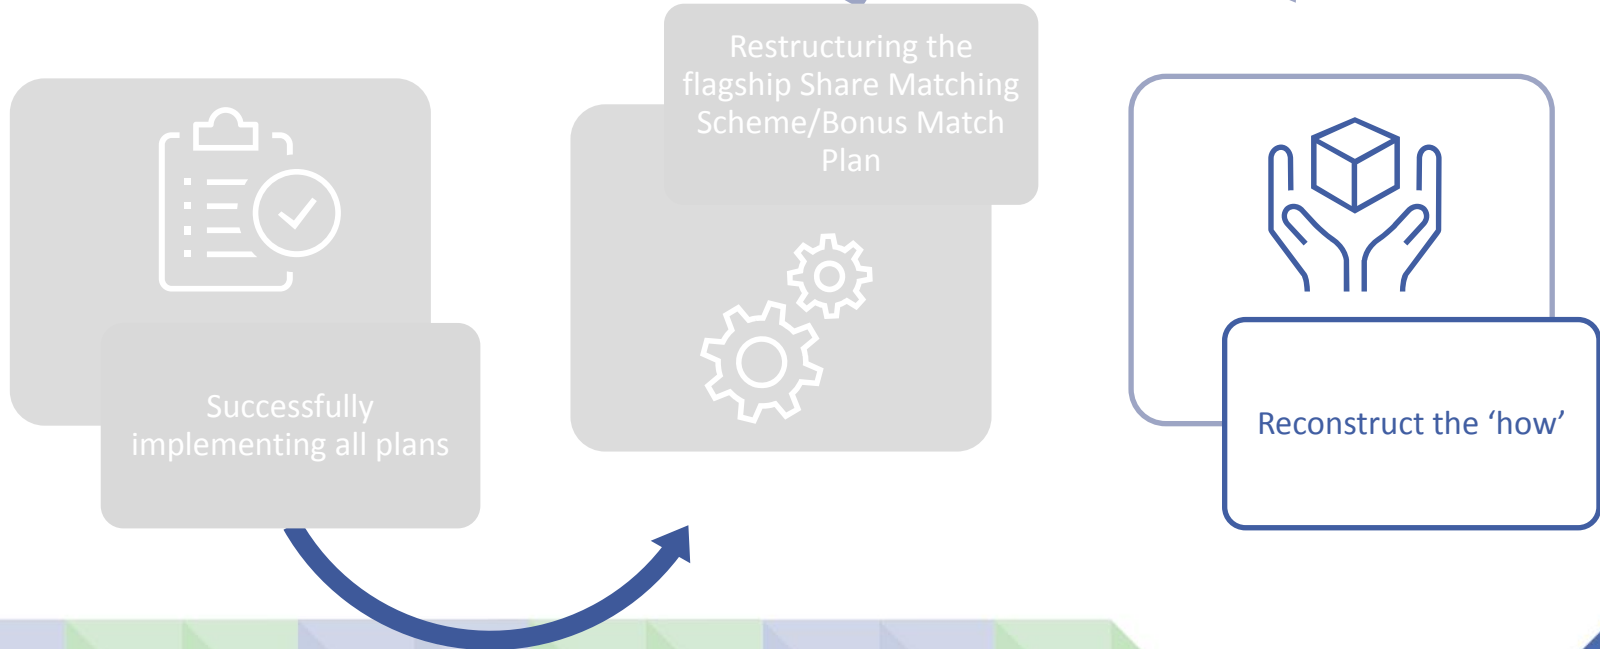 Successfully
implementing all plans
Restructuring the
flagship Share Matching
Scheme/Bonus Match
Plan
Reconstruct the ‘how’